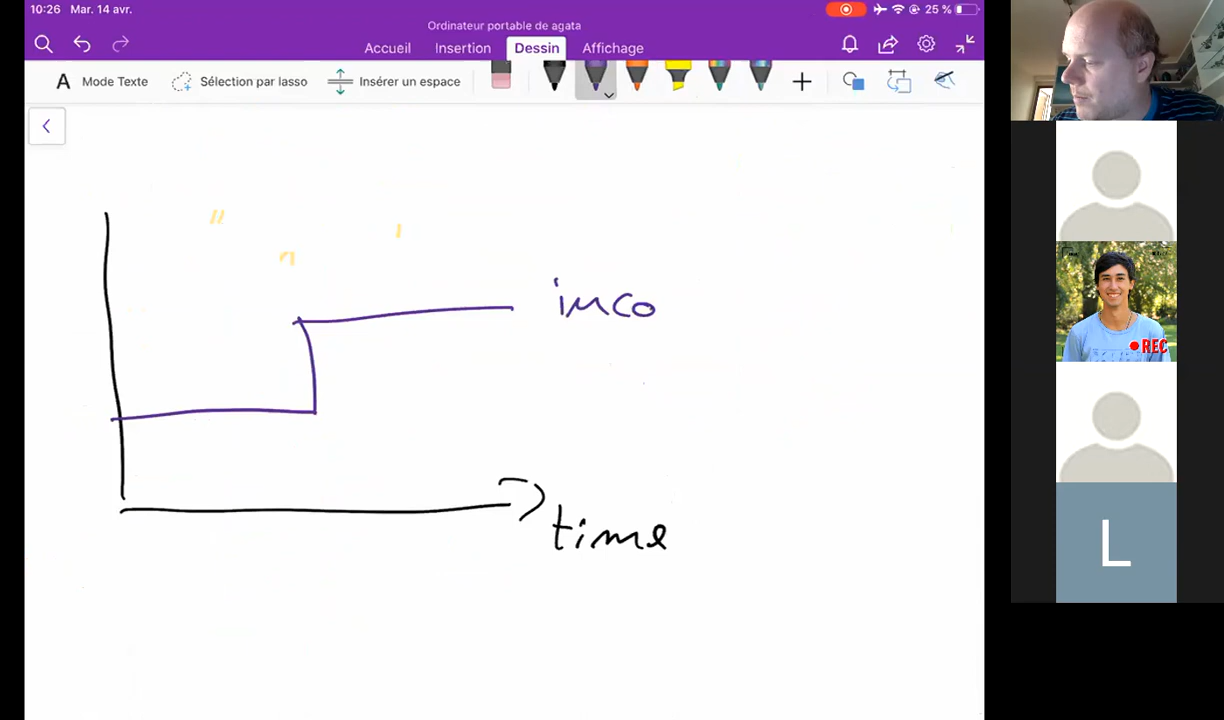 10:26 Mar. 14 avr.
25 %
Ordinateur portable de agata
Accueil Insertion Dessin Affichage
A Mode Texte Sélection par lasso Insérer un espace
inco
time
REC
L